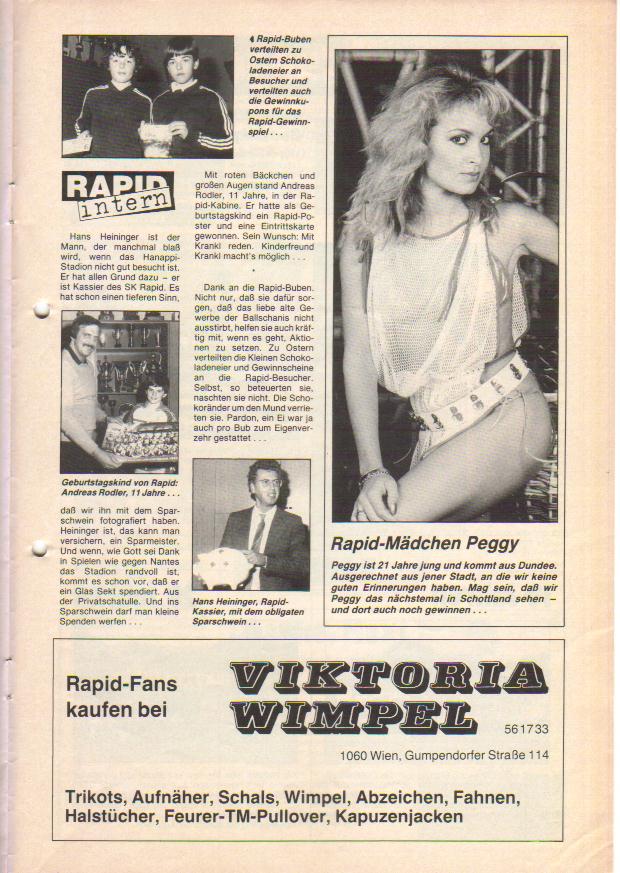 Rapid-Buben
verteilten zu
Ostern Schoko-
ladeneier an
Besucher und
verteilten auch
die Gewinnku-
pons für das
Rapid-Gewinn-
spiel . . .
RAPID
intern
Hans Heininger ist der
Mann, der manchmal blaß
wird, wenn das Hanappi-
Stadion nicht gut besucht ist.
Er hat allen Grund dazu – er
ist Kassier des SK Rapid. Es
hat schon einen tieferen Sinn,
Geburtstagskind von Rapid:
Andreas Rodler, 11 Jahre . . .
daß wir ihn mit dem Spar-
schwein fotografiert haben.
Heininger ist, das kann man
versichern, ein Sparmeister.
Und wenn, wie Gott sei Dank
in Spielen wie gegen Nantes
das Stadion randvoll ist,
kommt es schon vor, daß er
ein Glas Sekt spendiert. Aus
der Privatschatulle. Und ins
Sparschwein darf man kleine
Spenden werfen . . .
Mit roten Bäckchen und
großen Augen stand Andreas
Rodler, 11 Jahre, in der Ra-
pid-Kabine. Er hatte als Ge-
burtstagskind ein Rapid-Po-
ster und eine Eintrittskarte
gewonnen. Sein Wunsch: Mit
Krankl reden. Kinderfreund
Krankl macht's möglich . . .
*
Dank an die Rapid-Buben.
Nicht nur, daß sie dafür sor-
gen, daß das liebe alte Ge-
werbe der Ballschanis nicht
ausstirbt, helfen sie auch kräf-
tig mit, wenn es geht, Aktio-
nen zu setzen. Zu Ostern
verteilten die Kleinen Schoko-
ladeneier und Gewinnscheine
an die Rapid-Besucher.
Selbst, so beteuerten sie,
naschten sie nicht. Die Scho-
koränder um den Mund verrie-
ten sie. Pardon, ein Ei war ja
auch pro Bub zum Eigenver-
zehr gestattet . . .
Hans Heininger, Rapid-
Kassier, mit dem obligaten
Sparschwein . . .
Rapid-Mädchen Peggy
Peggy ist 21 Jahre jung und kommt aus Dundee.
Ausgerechnet aus jener Stadt, an die wir keine
guten Erinnerungen haben. Mag sein, daß wir
Peggy das nächstemal in Schottland sehen –
und dort auch noch gewinnen . . .
Rapid-Fans
kaufen bei
VIKTORIA
WIMPEL
56 17 33
1060 Wien, Gumpendorfer Straße 114
Trikots, Aufnäher, Schals, Wimpel, Abzeichen, Fahnen,
Halstücher, Feurer-TM-Pullover, Kapuzenjacken